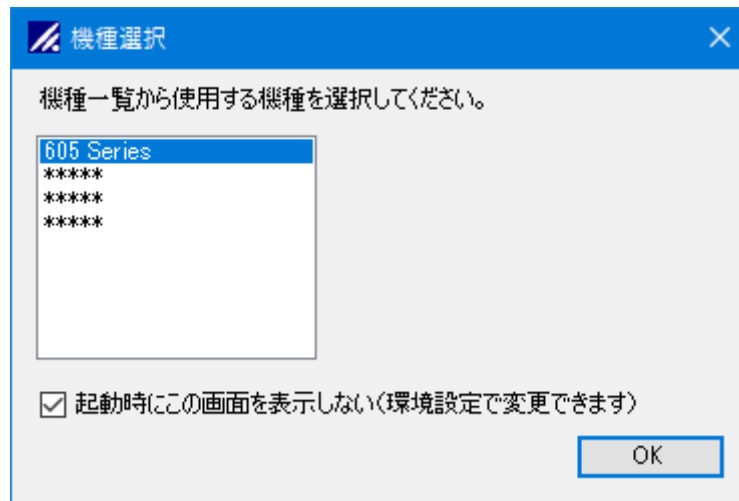 機種選択
機種一覧から使用する機種を選択してください。
605 Series
*****
*****
*****
起動時にこの画面を表示しない(環境設定で変更できます)
OK